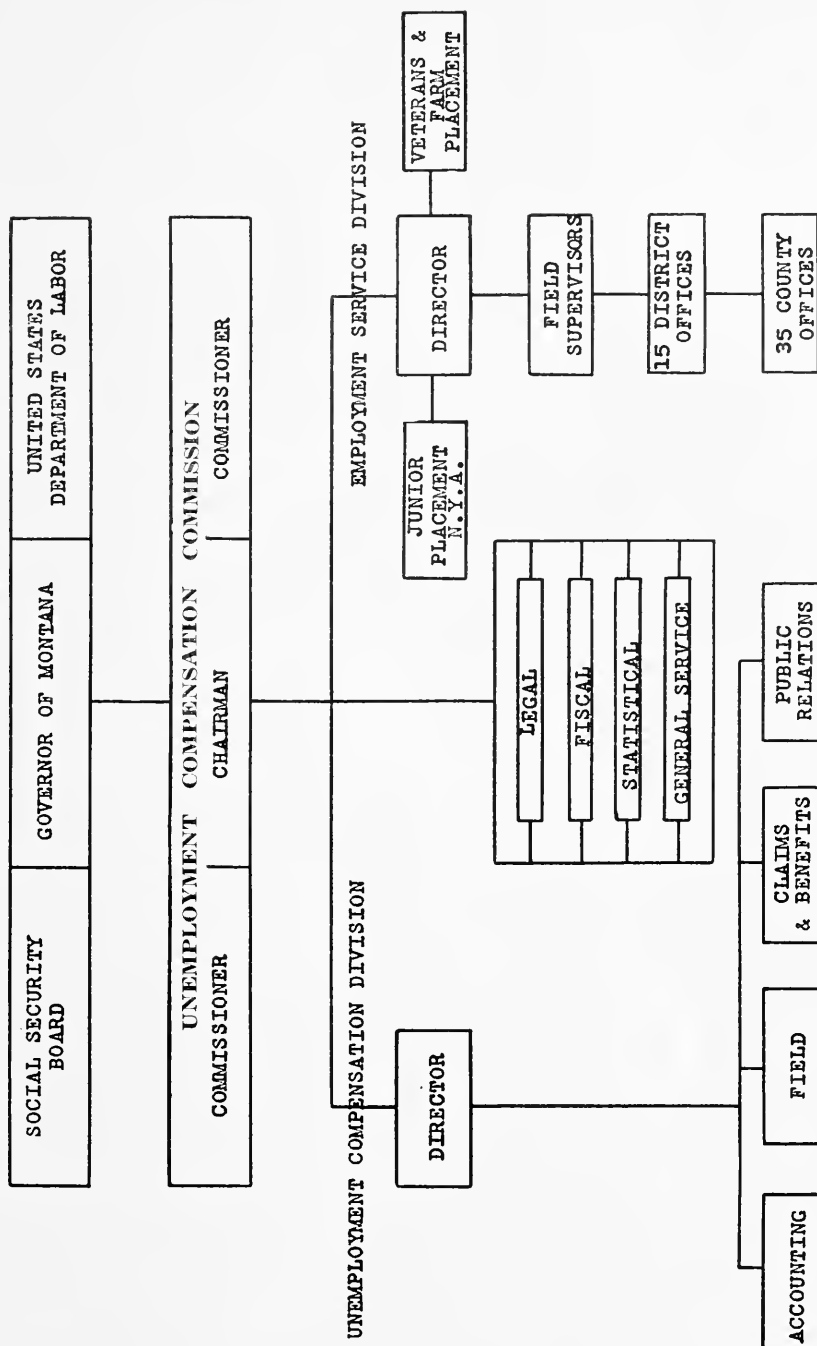 SOCIAL SECURITY
BOARD
GOVERNOR OF MONTANA
UNITED STATES
DEPARTMENT OF LABOR
UNEMPLOYMENT COMPENSATION COMMISSION
COMMISSIONER
CHAIRMAN
COMMISSIONER
UNEMPLOYMENT COMPENSATION DIVISION
EMPLOYMENT SERVICE DIVISION
DIRECTOR
JUNIOR
PLACEMENT
N.Y.A.
DIRECTOR
VETERANS &
FARM
PLACEMENT
LEGAL
FISCAL
STATISTICAL
GENERAL SERVICE
FIELD
SUPERVISORS
15 DISTRICT
OFFICES
35 COUNTY
OFFICES
ACCOUNTING
FIELD
CLAIMS
& BENEFITS
PUBLIC
RELATIONS